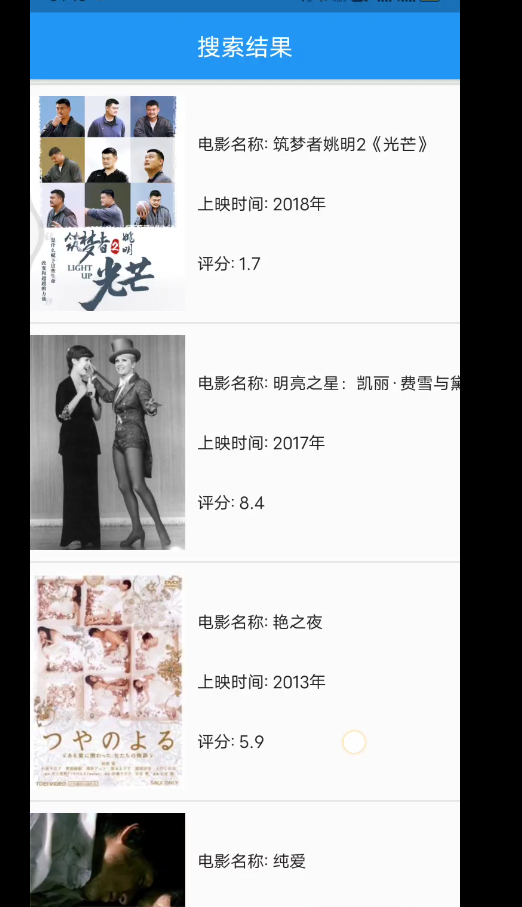 搜索结果
筑梦者2姚明
LIGHT
UP
光芒
电影名称: 筑梦者姚明2《光芒》
上映时间: 2018年
评分: 1.7
电影名称: 明亮之星：凯丽·费雪与黛
上映时间: 2017年
评分: 8.4
つやのよる
电影名称: 艳之夜
上映时间: 2013年
评分: 5.9
电影名称: 纯爱